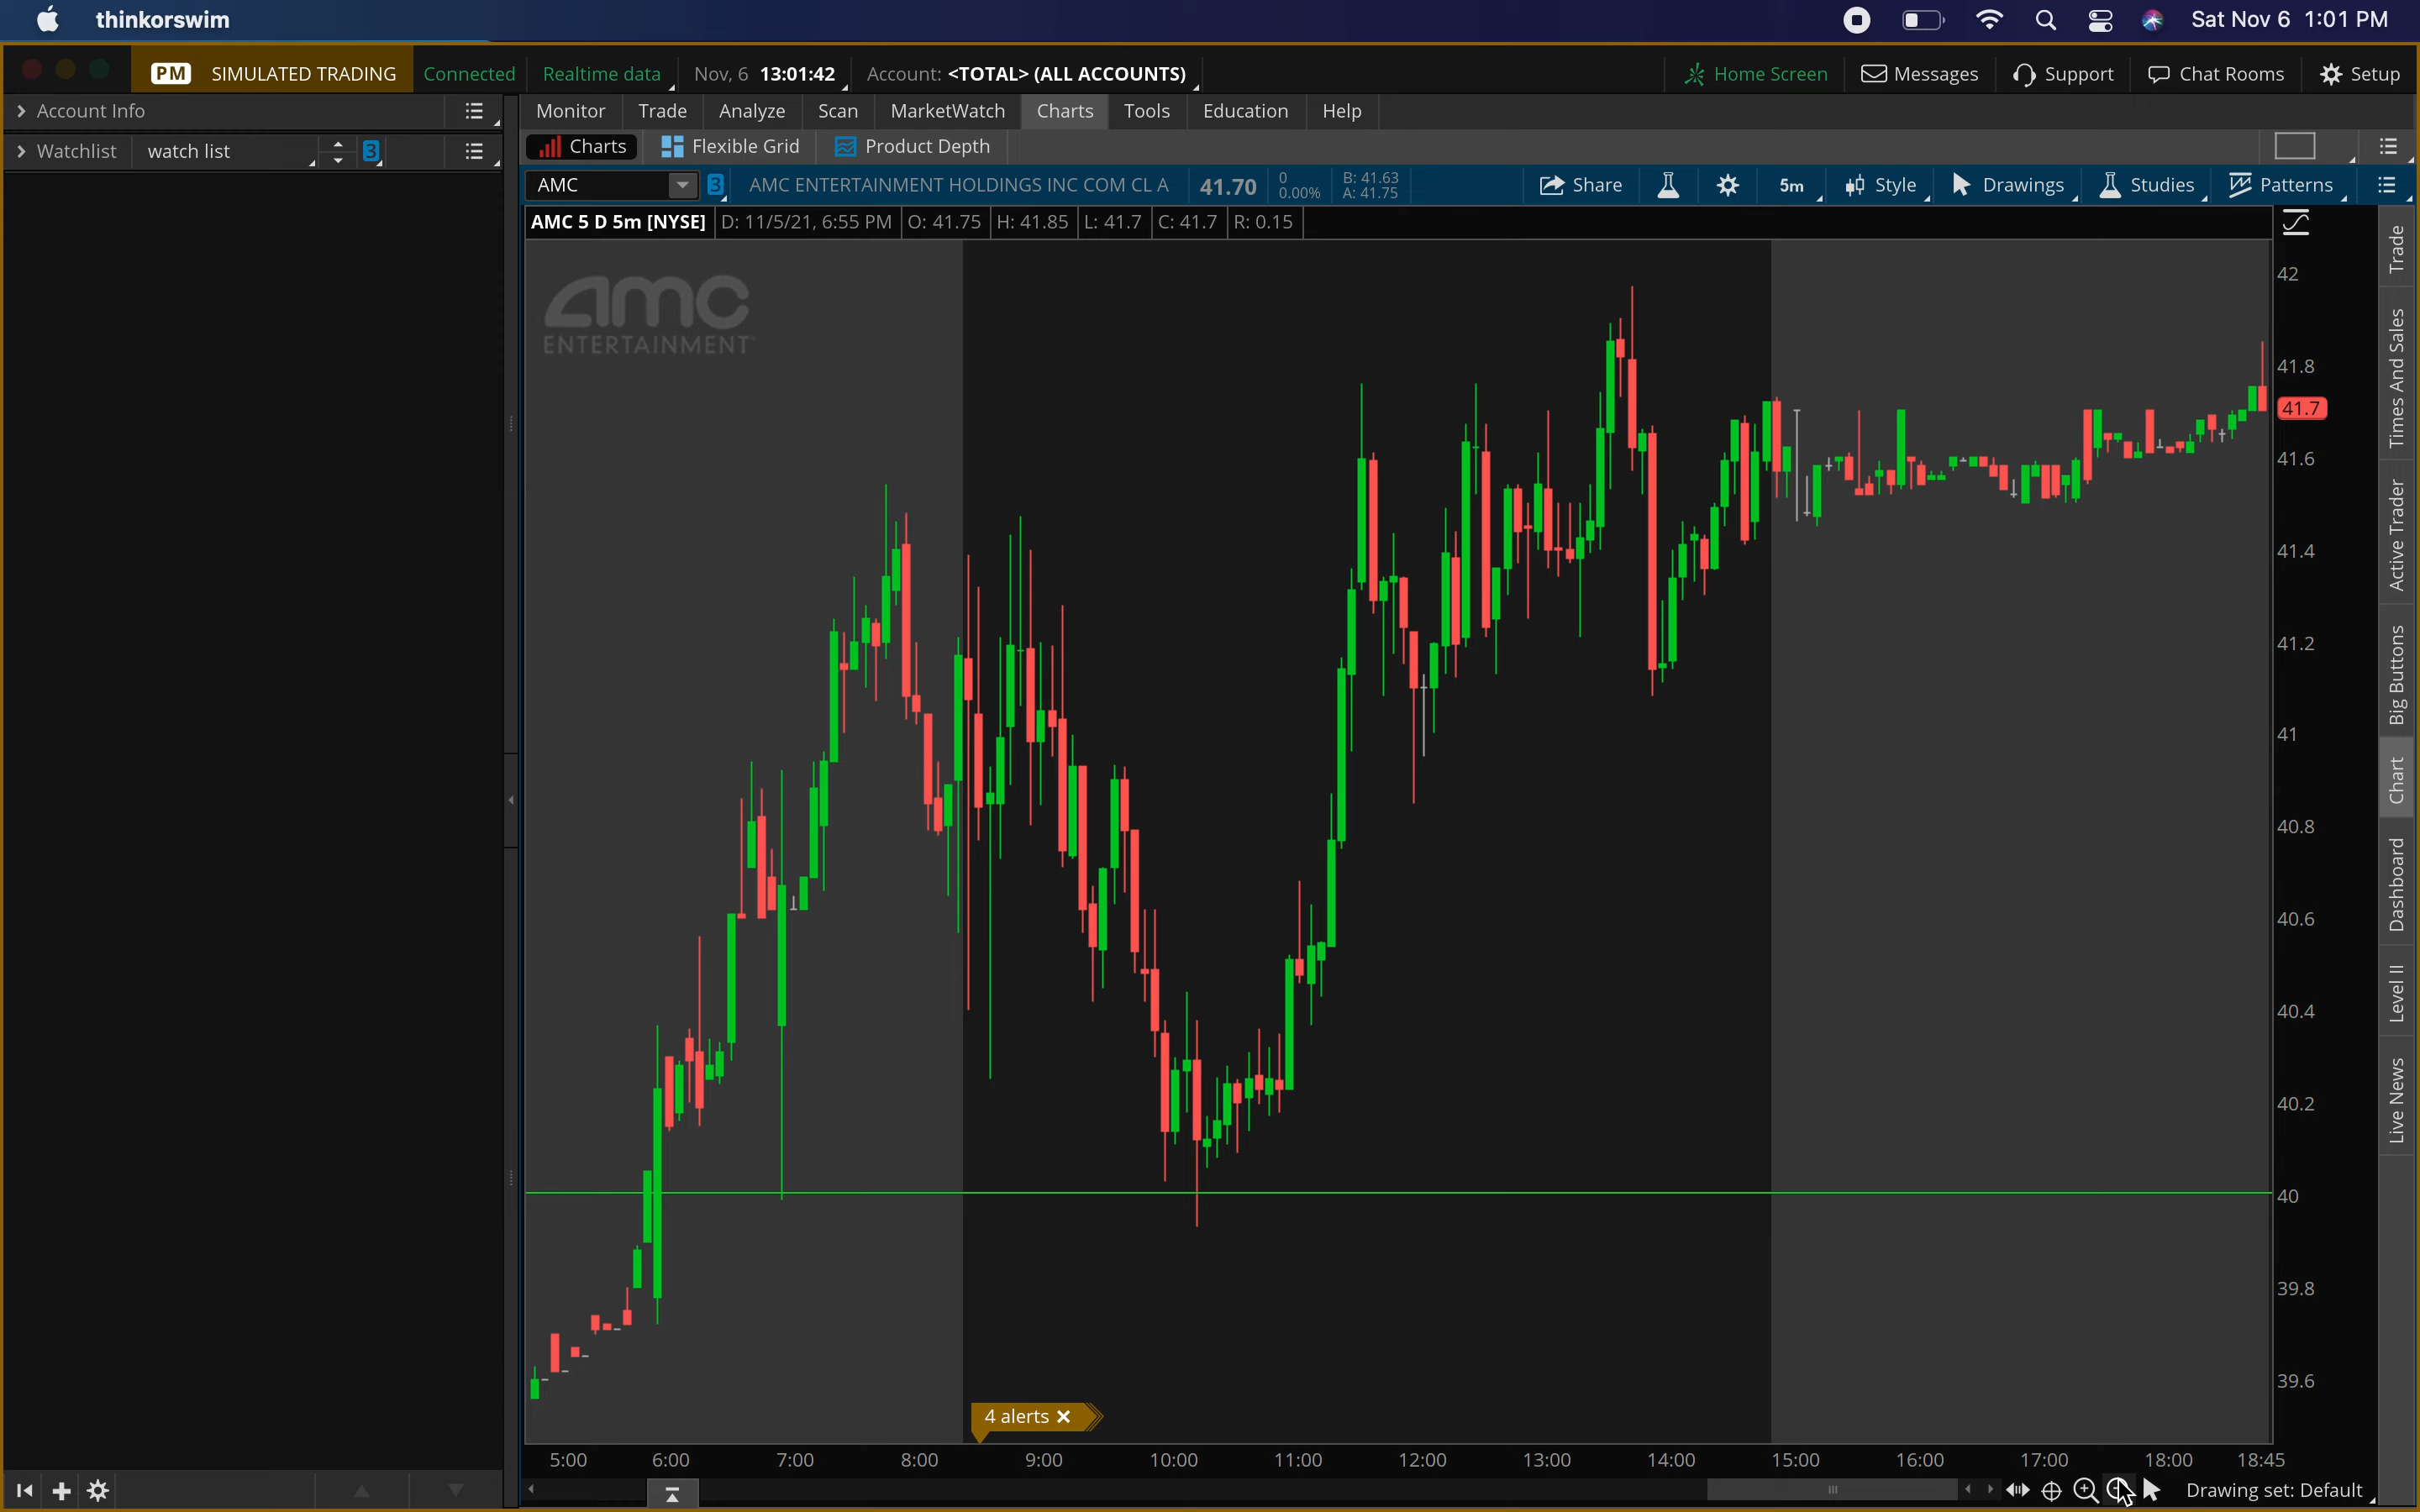 thinkorswim
Sat Nov 6 1:01 PM
PM SIMULATED TRADING Connected Realtime data Nov, 6 13:01:42 Account: <TOTAL> (ALL ACCOUNTS) Home Screen Messages Support Chat Rooms Setup
Account Info
Monitor Trade Analyze Scan MarketWatch Charts Tools Education Help
Watchlist watch list 3
Charts Flexible Grid Product Depth
AMC 3 AMC ENTERTAINMENT HOLDINGS INC COM CL A 41.70 0 B: 41.63 Share 5m Style Drawings Studies Patterns
0.00% A: 41.75
AMC 5 D 5m [NYSE] D: 11/5/21, 6:55 PM O: 41.75 H: 41.85 L: 41.7 C: 41.7 R: 0.15
amc
ENTERTAINMENT
42
41.8
41.7
41.6
41.4
41.2
41
40.8
40.6
40.4
40.2
40
39.8
39.6
Trade
Times And Sales
Active Trader
Big Buttons
Chart
Dashboard
Level II
Live News
4 alerts
5:00 6:00 7:00 8:00 9:00 10:00 11:00 12:00 13:00 14:00 15:00 16:00 17:00 18:00 18:45
Drawing set: Default